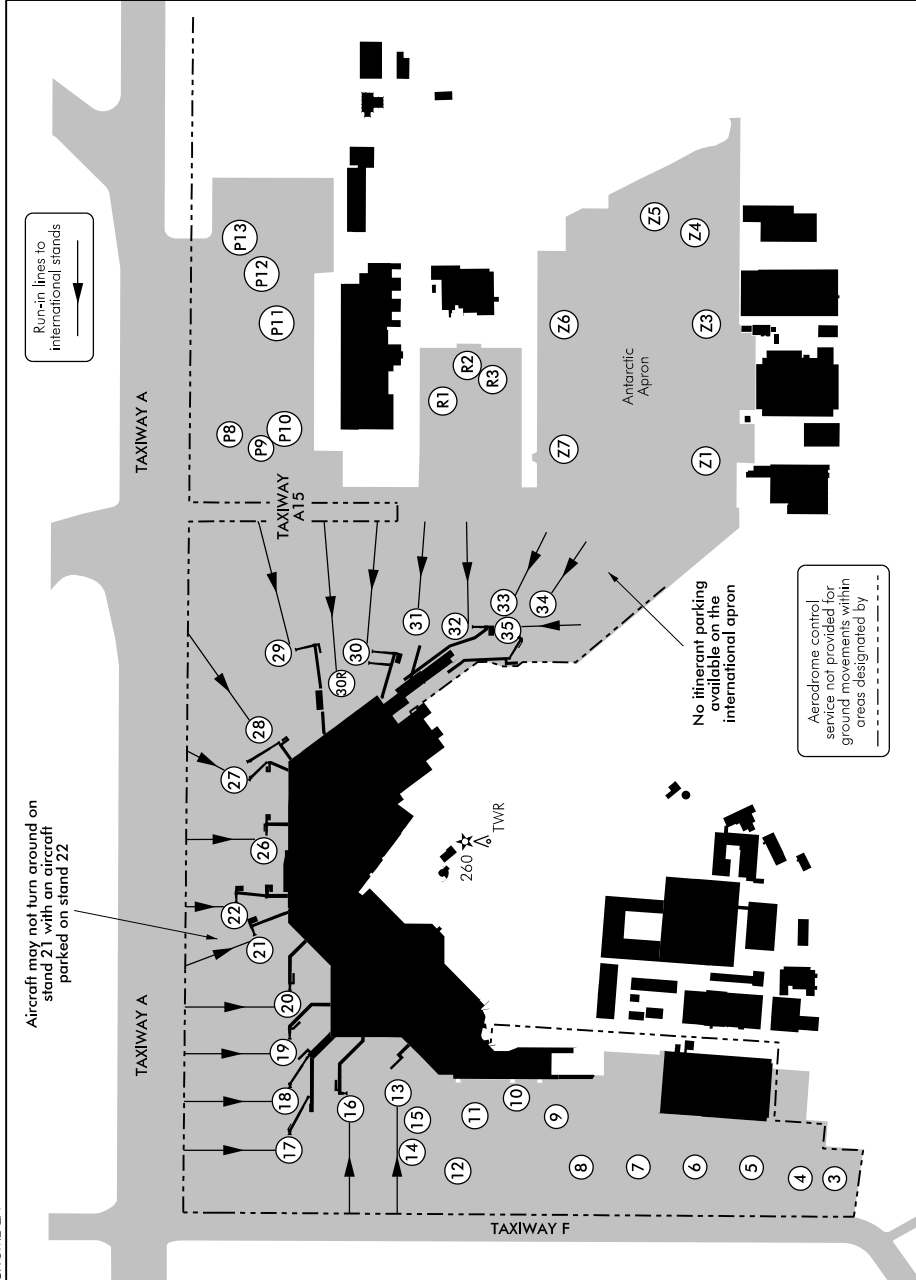 Run-in lines to
international stands
TAXIWAY A
TAXIWAY A
Aircraft may not turn around on
stand 21 with an aircraft
parked on stand 22
P13
P12
P11
P8
P9
P10
TAXIWAY
A15
R1
R2
R3
Z5
Z4
Z6
Z3
Z7
Z1
Antarctic
Apron
29
30R
30
31
32
33
34
35
28
27
26
22
21
20
19
18
17
16
13
15
14
12
11
10
9
8
7
6
5
4
3
No itinerant parking
available on the
international apron
260
TWR
Aerodrome control
service not provided for
ground movements within
areas designated by
TAXIWAY F